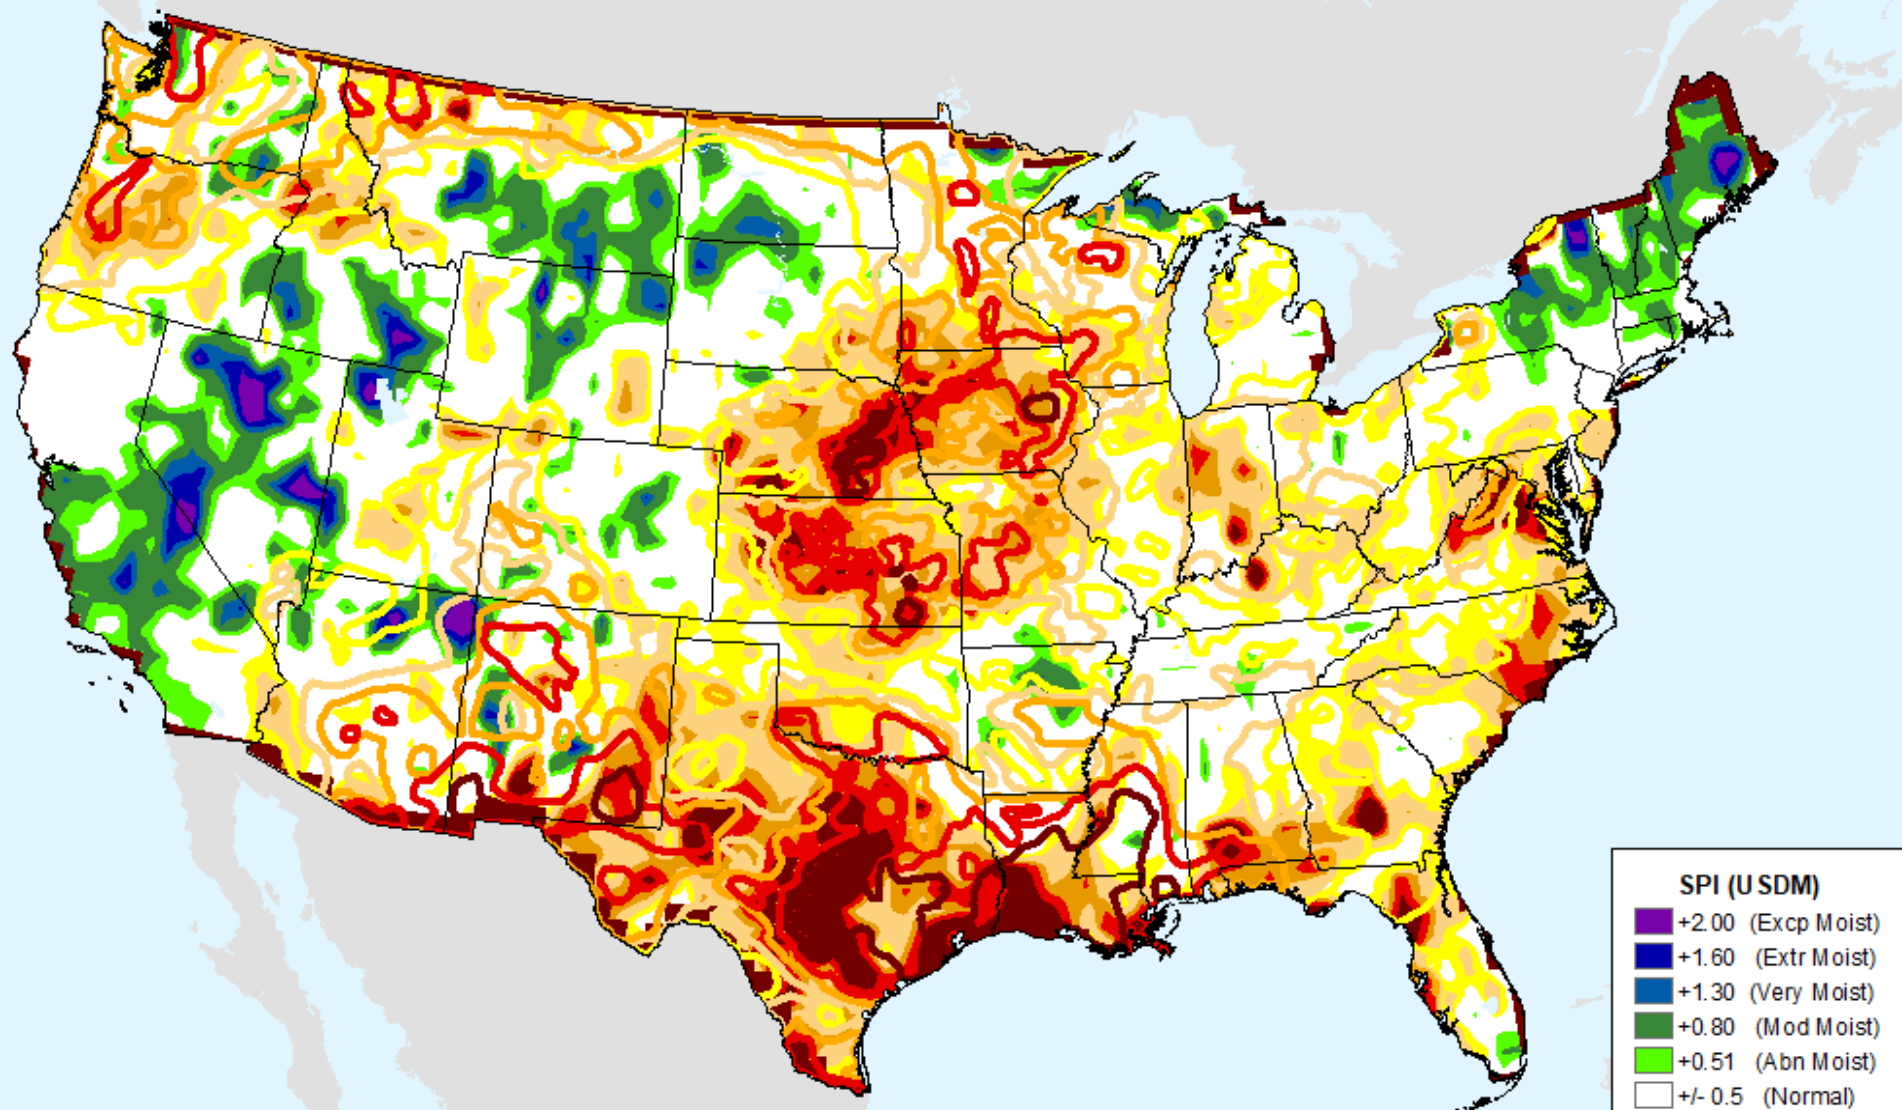 SPI (USDM)
+2.00 (Excp Moist)
+1.60 (Extr Moist)
+1.30 (Very Moist)
+0.80 (Mod Moist)
+0.51 (Abn Moist)
+/- 0.5 (Normal)